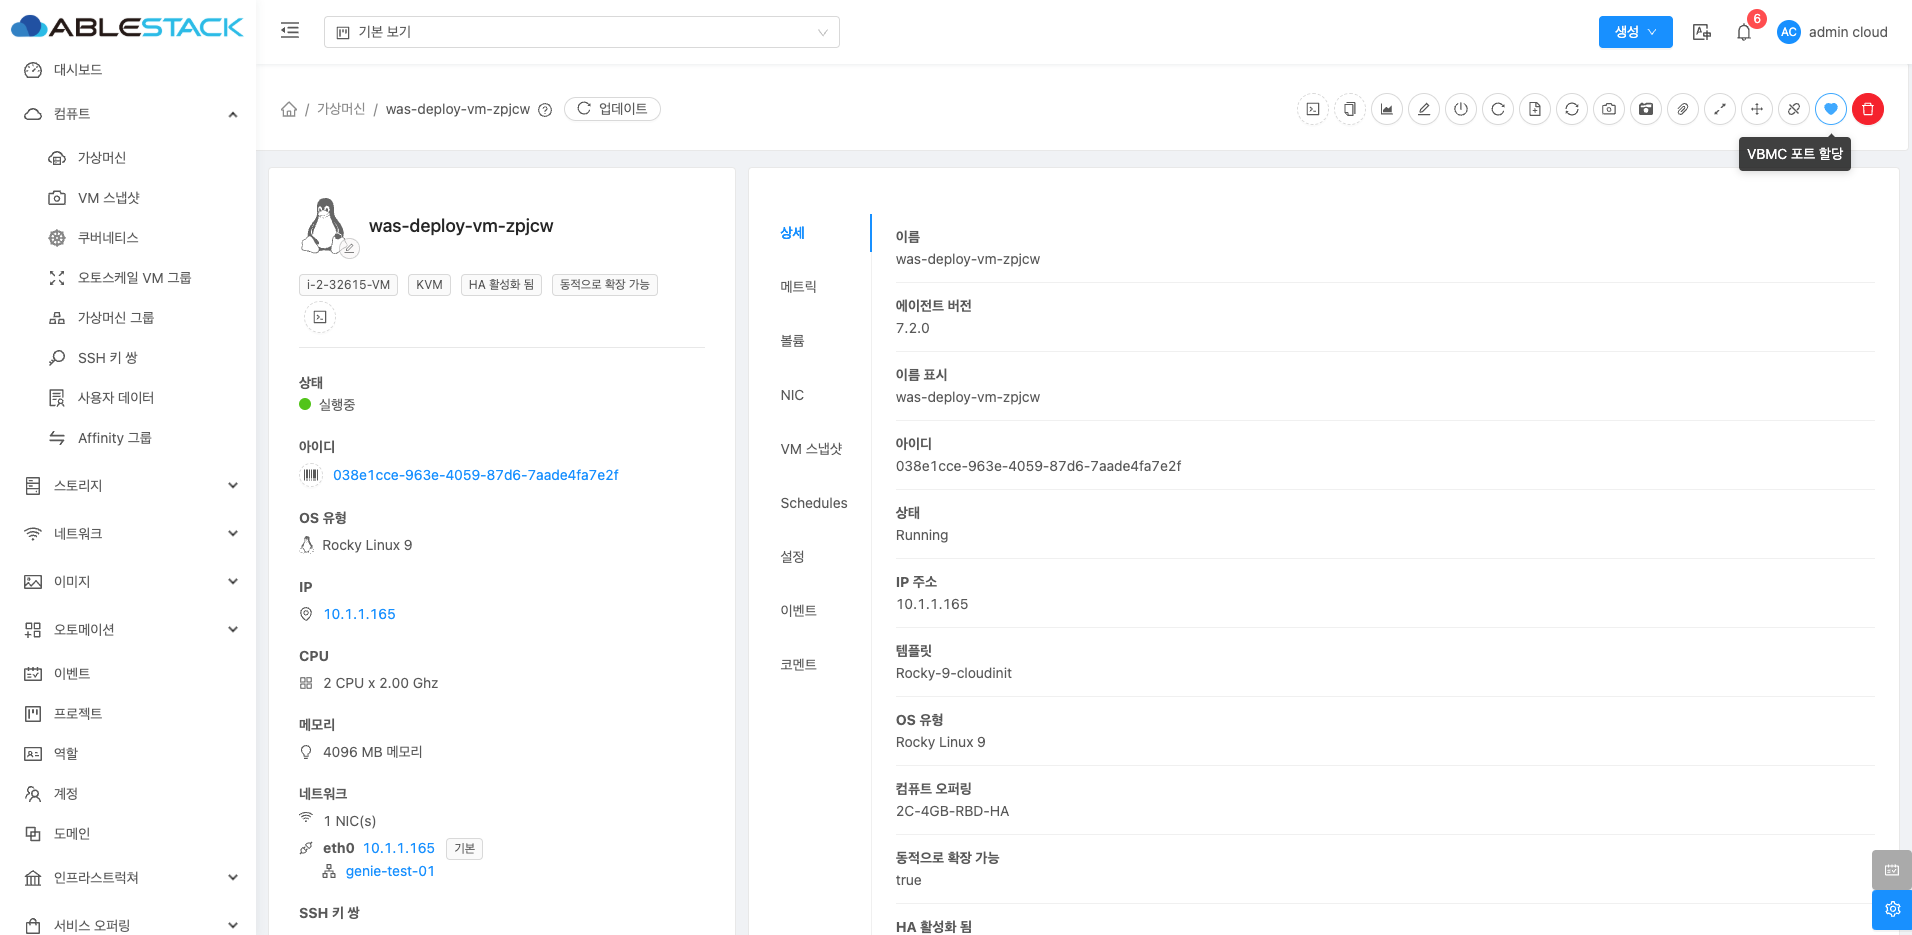 ABLESTACK
기본 보기
생성
6
AC
admin cloud
대시보드
컴퓨트
가상머신
VM 스냅샷
쿠버네티스
오토스케일 VM 그룹
가상머신 그룹
SSH 키 쌍
사용자 데이터
Affinity 그룹
스토리지
네트워크
이미지
오토메이션
이벤트
프로젝트
역할
계정
도메인
인프라스트럭쳐
서비스 오퍼링
/ 가상머신 / was-deploy-vm-zpjcw
업데이트
VBMC 포트 할당
was-deploy-vm-zpjcw
i-2-32615-VM
KVM
HA 활성화 됨
동적으로 확장 가능
상태
실행중
아이디
038e1cce-963e-4059-87d6-7aade4fa7e2f
OS 유형
Rocky Linux 9
IP
10.1.1.165
CPU
2 CPU x 2.00 Ghz
메모리
4096 MB 메모리
네트워크
1 NIC(s)
eth0 10.1.1.165 기본
genie-test-01
SSH 키 쌍
상세
메트릭
볼륨
NIC
VM 스냅샷
Schedules
설정
이벤트
코멘트
이름
was-deploy-vm-zpjcw
에이전트 버전
7.2.0
이름 표시
was-deploy-vm-zpjcw
아이디
038e1cce-963e-4059-87d6-7aade4fa7e2f
상태
Running
IP 주소
10.1.1.165
템플릿
Rocky-9-cloudinit
OS 유형
Rocky Linux 9
컴퓨트 오퍼링
2C-4GB-RBD-HA
동적으로 확장 가능
true
HA 활성화 됨